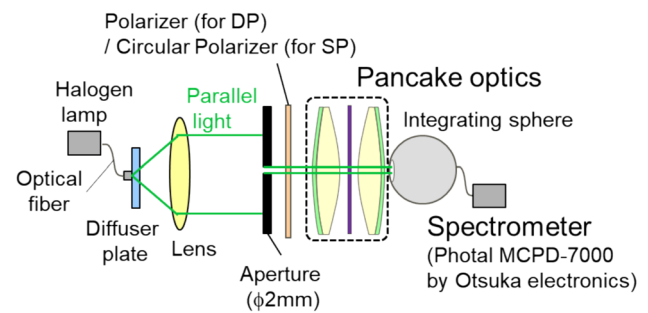 Polarizer (for DP)
/ Circular Polarizer (for SP)
Pancake optics
Halogen
lamp
Parallel
light
Integrating sphere
Optical
fiber
Diffuser
plate
Lens
Aperture
(ϕ2mm)
Spectrometer
(Photal MCPD-7000
by Otsuka electronics)